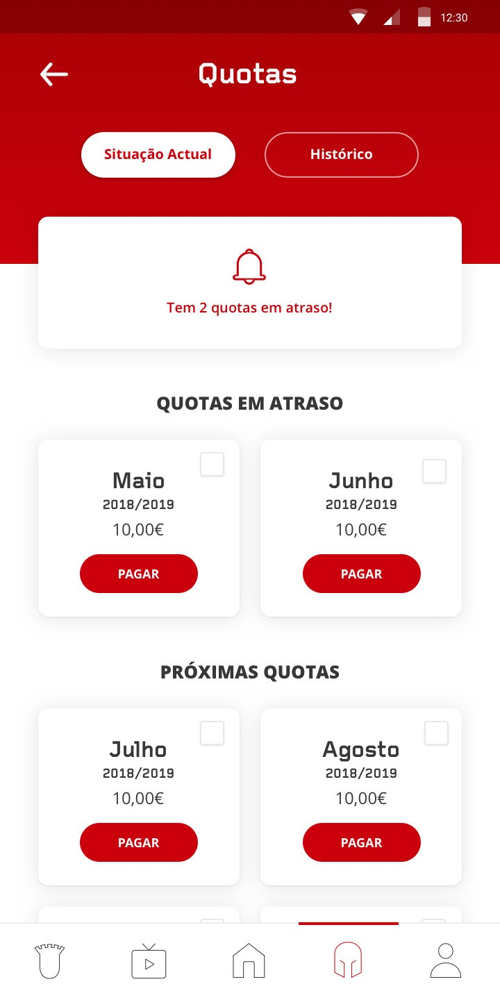 12:30
Quotas
Situação Actual
Histórico
Tem 2 quotas em atraso!
QUOTAS EM ATRASO
Maio
2018/2019
10,00€
PAGAR
Junho
2018/2019
10,00€
PAGAR
PRÓXIMAS QUOTAS
Julho
2018/2019
10,00€
PAGAR
Agosto
2018/2019
10,00€
PAGAR